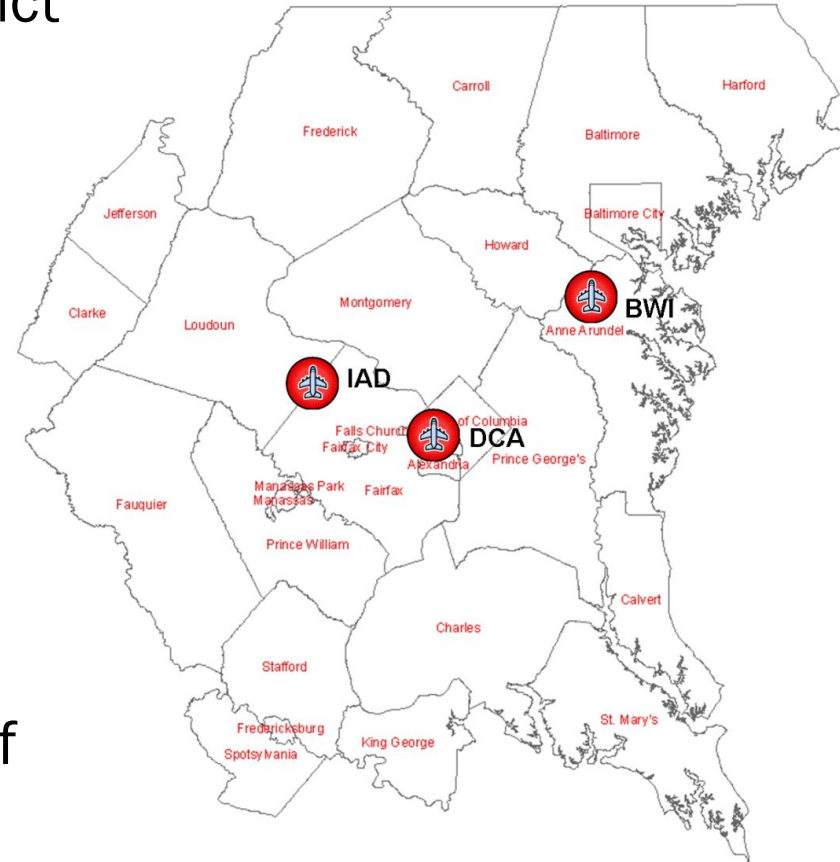 ict
Carroll
Harford
Frederick
Baltimore
Jefferson
Baltimore City
Howard
Montgomery
Clarke
BWI
Loudoun
Anne Arundel
IAD
of Columbia
Falls Church
DCA
Fairfax City
Prince George's
Alexandria
Manassas Park
Fairfax
Manassas
Fauquier
Prince William
Calvert
Charles
Stafford
St. Mary's
Fredericksburg
King George
Spotsylvania
f